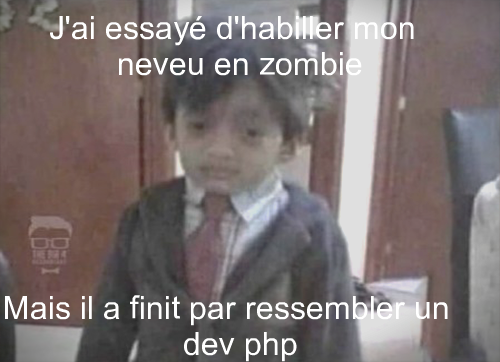 J'ai essayé d'habiller mon
neveu en zombie
Mais il a finit par ressembler un
dev php